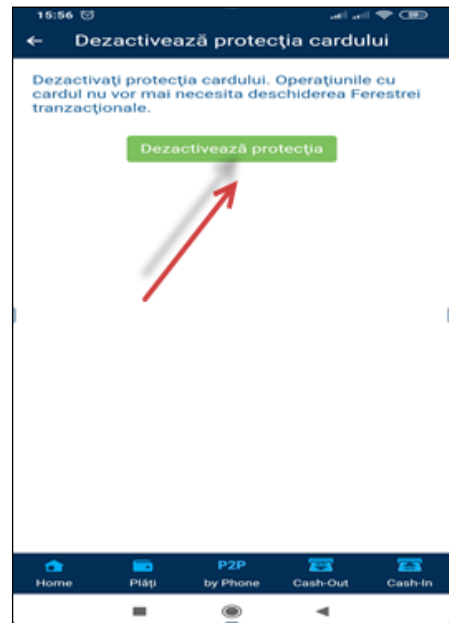 15:56
Dezactivează protecția cardului
Dezactivați protecția cardului. Operațiunile cu
cardul nu vor mai necesita deschiderea Ferestrei
tranzacționale.
Dezactivează protecția
P2P
Home Plăți by Phone Cash-Out Cash-In